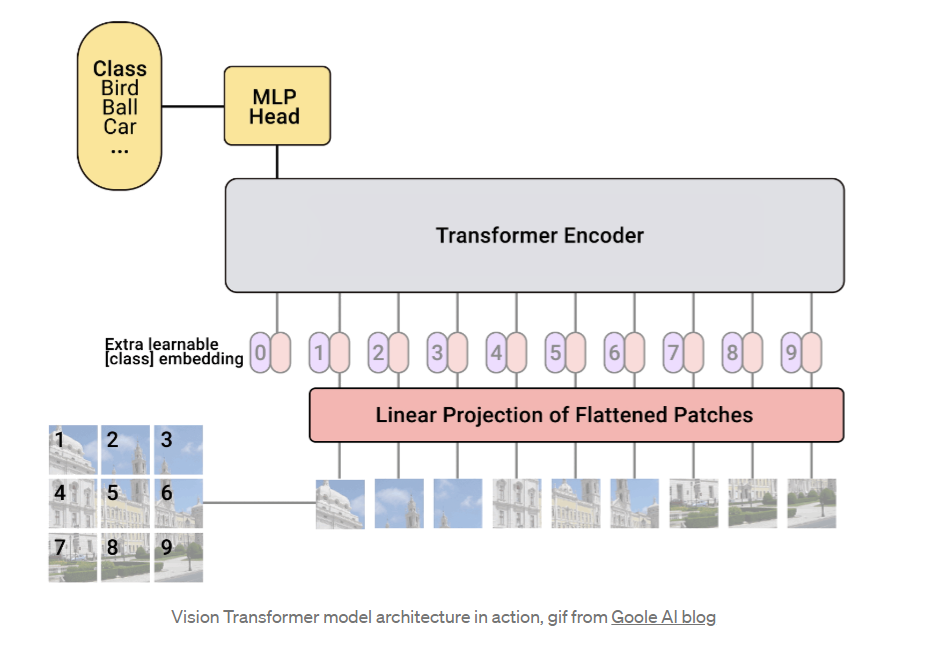 Class
Bird
Ball
Car
...
MLP
Head
Transformer Encoder
Extra learnable
[class] embedding
0 1 2 3 4 5 6 7 8 9
Linear Projection of Flattened Patches
1 2 3
4 5 6
7 8 9
Vision Transformer model architecture in action, gif from Goole AI blog